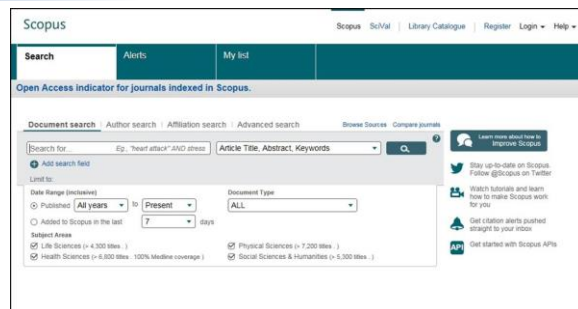 Scopus
Scopus SciVal | Library Catalogue | Register Login Help
Search Alerts My list
Open Access indicator for journals indexed in Scopus.
Document search | Author search | Affiliation search | Advanced search Browse Sources Compare journals
Search for... Eg., "heart attack" AND stress Article Title, Abstract, Keywords
Add search field
Limit to:
Date Range (inclusive) Document Type
Published All years to Present ALL
Added to Scopus in the last 7 days
Subject Areas
Life Sciences (> 4,300 titles . ) Physical Sciences (> 7,200 titles . )
Health Sciences (> 6,800 titles . 100% Medline coverage ) Social Sciences & Humanities (> 5,300 titles . )
Learn more about how to
Improve Scopus
Stay up-to-date on Scopus.
Follow @Scopus on Twitter
Watch tutorials and learn
how to make Scopus work
for you
Get citation alerts pushed
straight to your inbox
API Get started with Scopus APIs